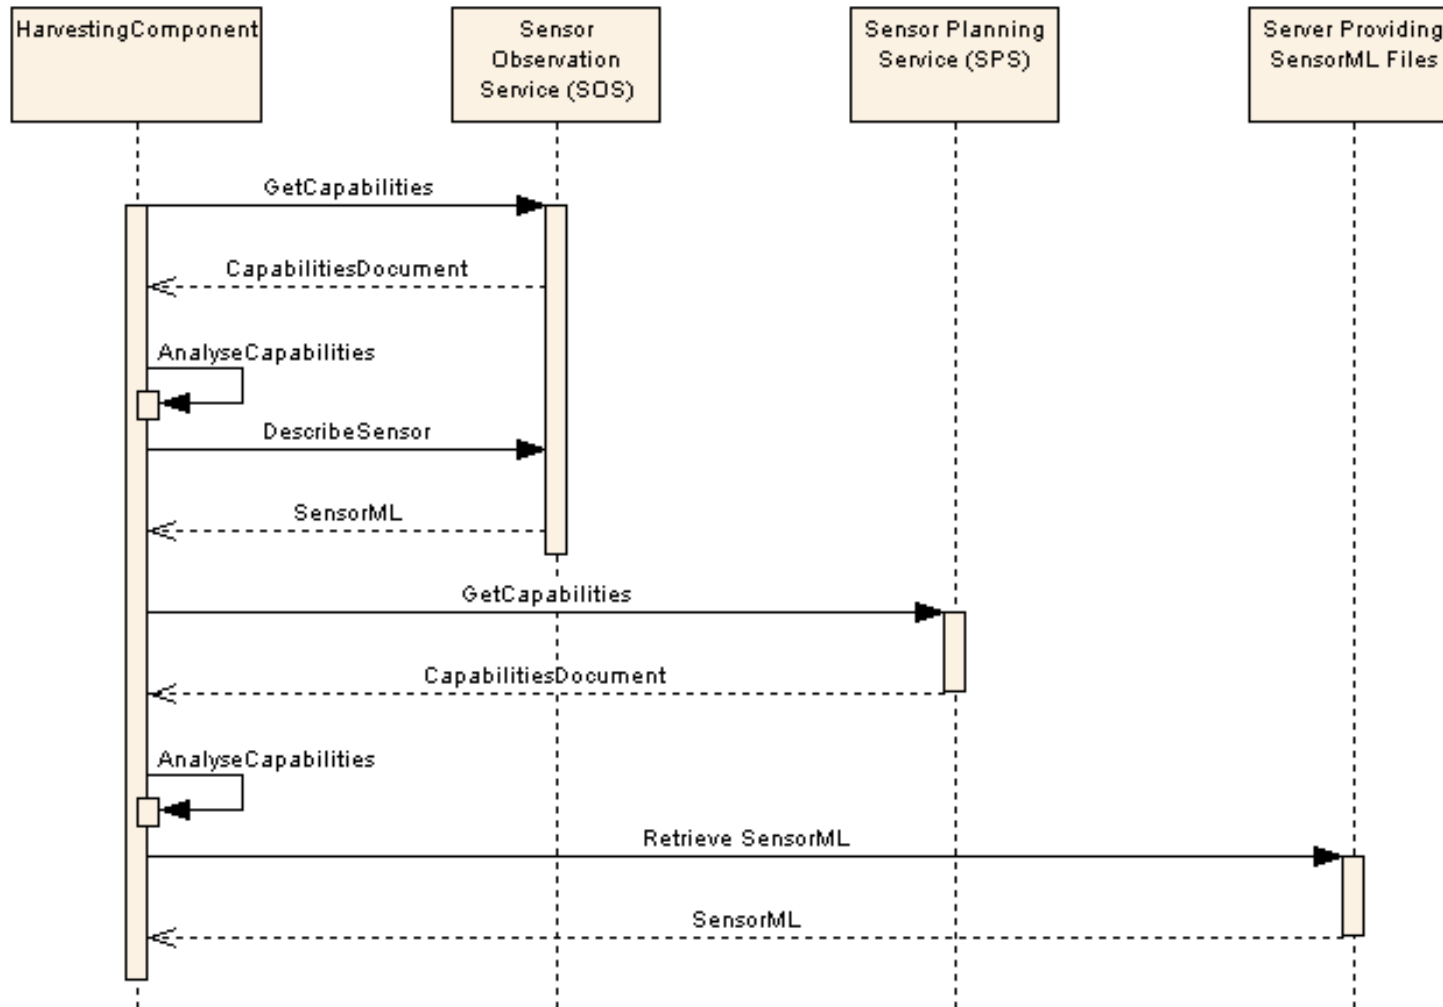 HarvestingComponent
Sensor
Observation
Service (SOS)
Sensor Planning
Service (SPS)
Server Providing
SensorML Files
GetCapabilities
CapabilitiesDocument
AnalyseCapabilities
DescribeSensor
SensorML
GetCapabilities
CapabilitiesDocument
AnalyseCapabilities
Retrieve SensorML
SensorML